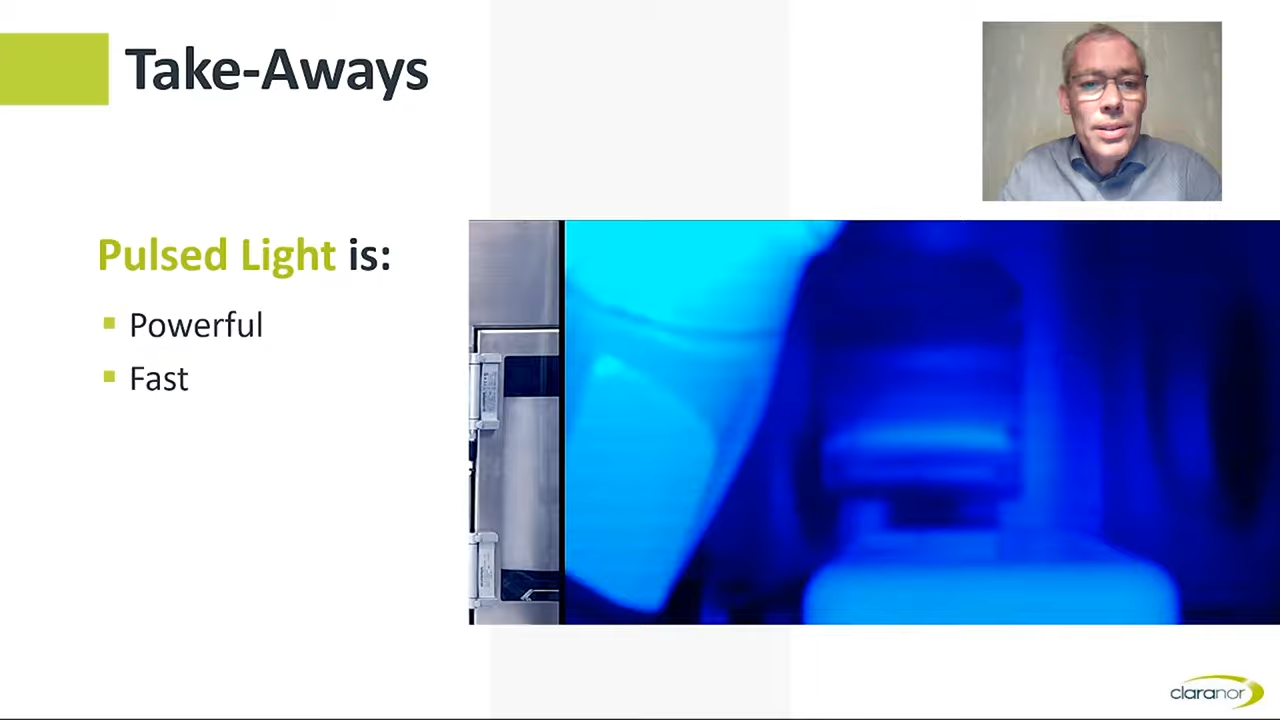 Take-Aways
Pulsed Light is:
Powerful
Fast
claranor